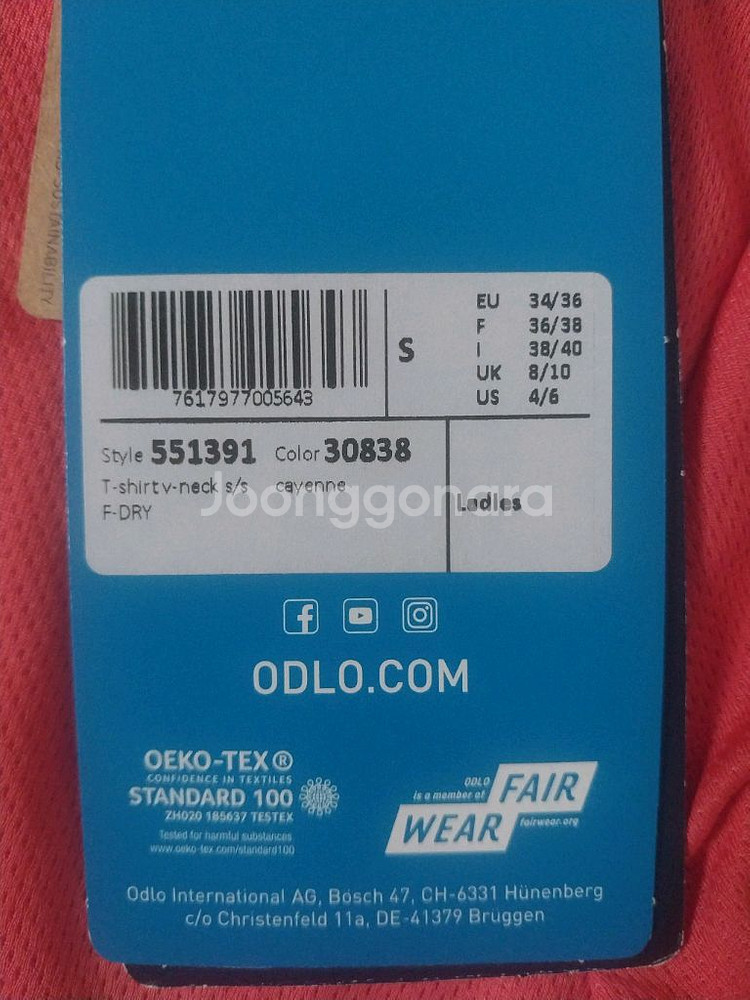 SUSTAINABILITY
7617977005643
S
EU 34/36
F 36/38
I 38/40
UK 8/10
US 4/6
Style 551391 Color 30838
T-shirt v-neck s/s cayenne
F-DRY
Ladies
Joonggonara
ODLO.COM
OEKO-TEX®
CONFIDENCE IN TEXTILES
STANDARD 100
ZH020 185637 TESTEX
Tested for harmful substances
www.oeko-tex.com/standard100
ODLO
is a member of
FAIR
WEAR
fairwear.org
Odlo International AG, Bösch 47, CH-6331 Hünenberg
c/o Christenfeld 11a, DE-41379 Brüggen